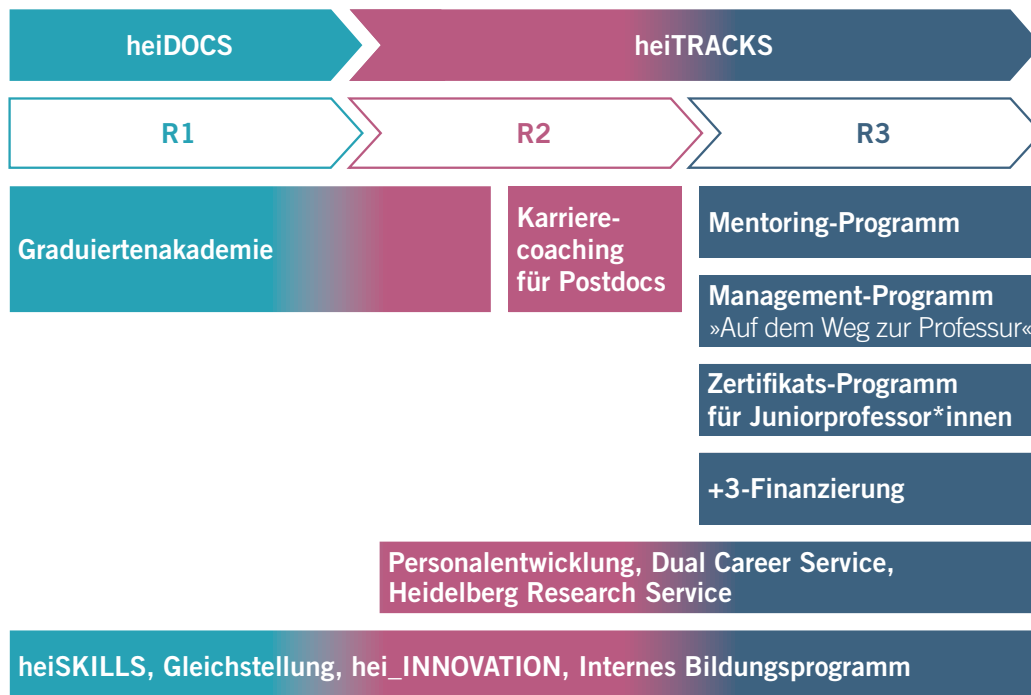 heiDOCS
heiTRACKS
R1
R2
R3
Graduiertenakademie
Karriere-
coaching
für Postdocs
Mentoring-Programm
Management-Programm
»Auf dem Weg zur Professur«
Zertifikats-Programm
für Juniorprofessor*innen
+3-Finanzierung
Personalentwicklung, Dual Career Service,
Heidelberg Research Service
heiSKILLS, Gleichstellung, hei_INNOVATION, Internes Bildungsprogramm